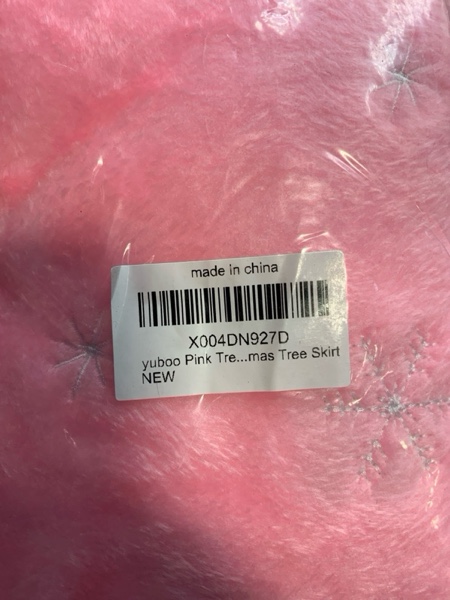 made in china
X004DN927D
yuboo Pink Tre...mas Tree Skirt
NEW